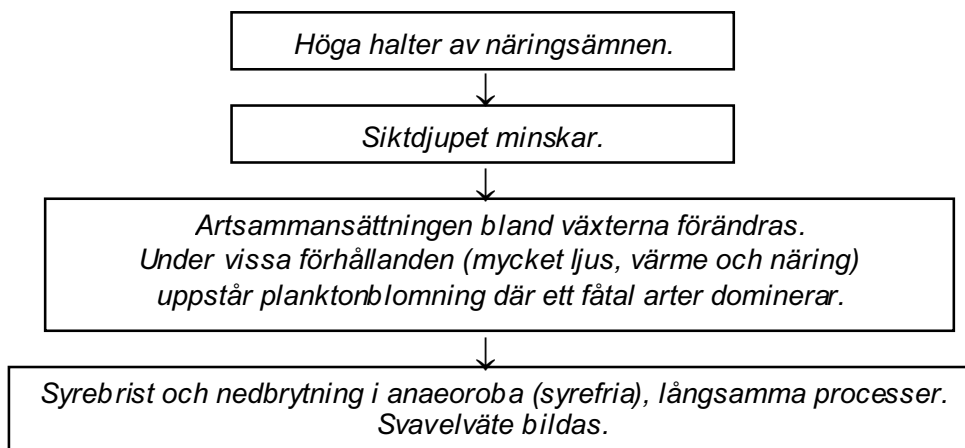 Höga halter av näringsämnen.
Siktdjupet minskar.
Artsammansättningen bland växterna förändras.
Under vissa förhållanden (mycket ljus, värme och näring)
uppstår planktonblomning där ett fåtal arter dominerar.
Syrebrist och nedbrytning i anaeoroba (syrefria), långsamma processer.
Svavelväte bildas.